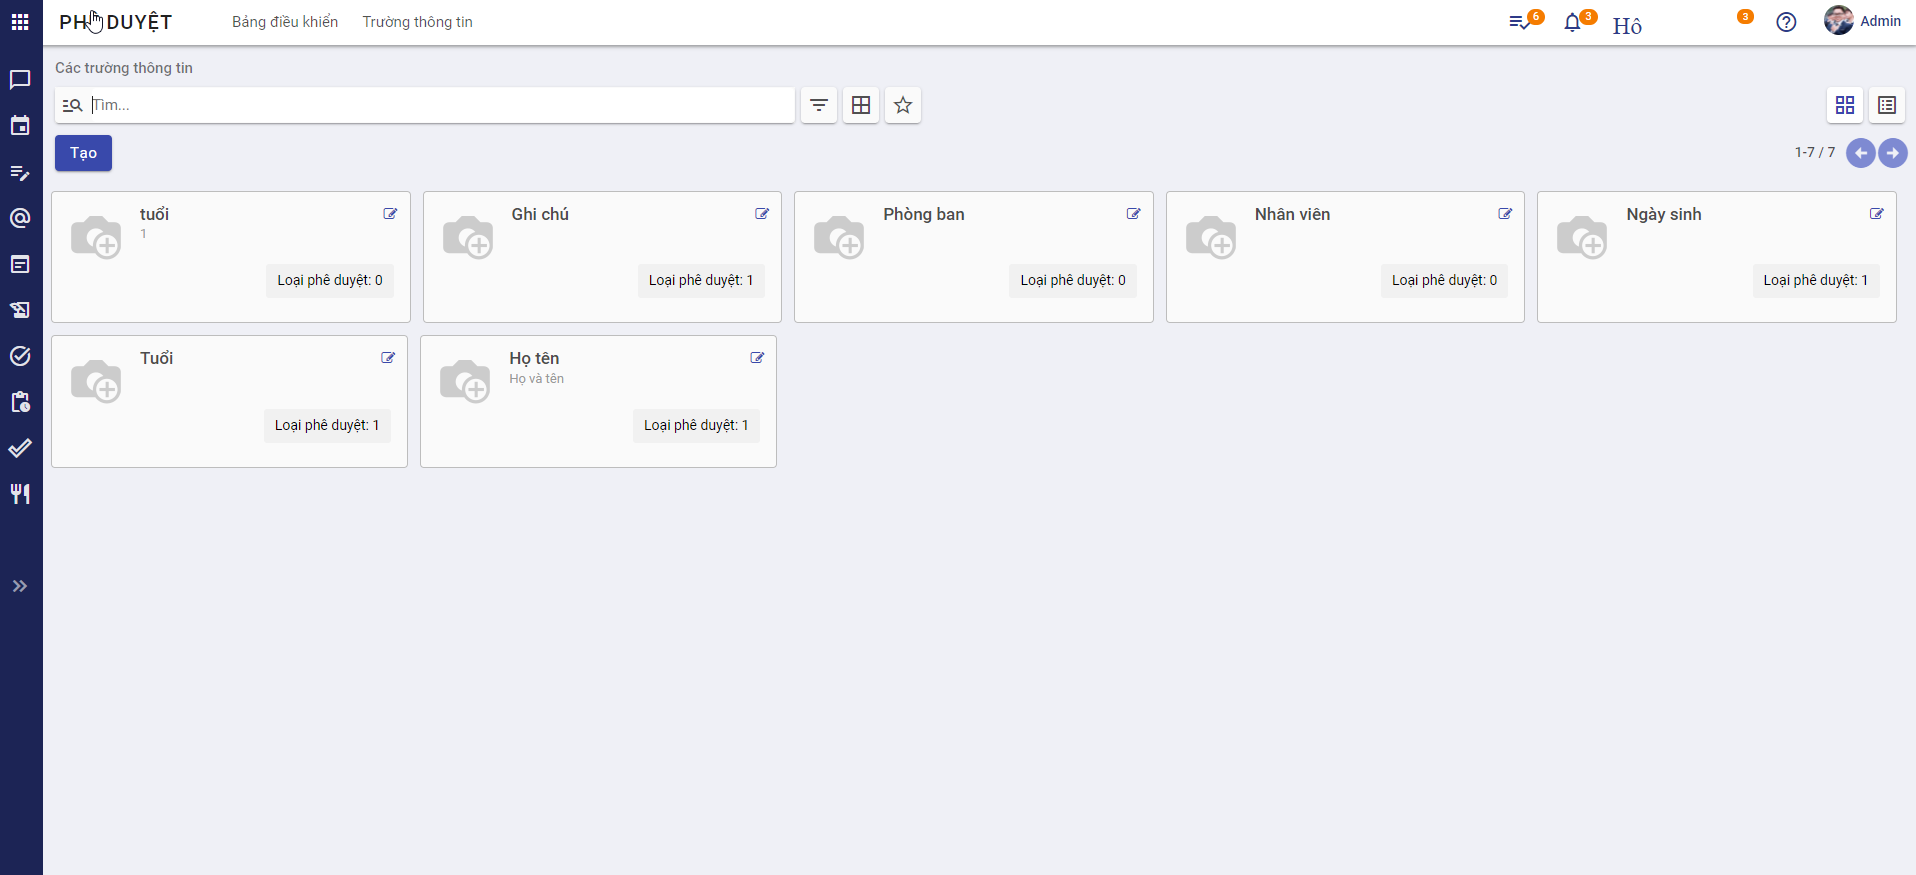 PH DUYỆT Bảng điều khiển Trường thông tin 6 3 Hô 3 Admin
Các trường thông tin
Tìm...
Tạo 1-7 / 7
tuổi Ghi chú Phòng ban Nhân viên Ngày sinh
1
Loại phê duyệt: 0 Loại phê duyệt: 1 Loại phê duyệt: 0 Loại phê duyệt: 0 Loại phê duyệt: 1
Tuổi Họ tên
Họ và tên
Loại phê duyệt: 1 Loại phê duyệt: 1